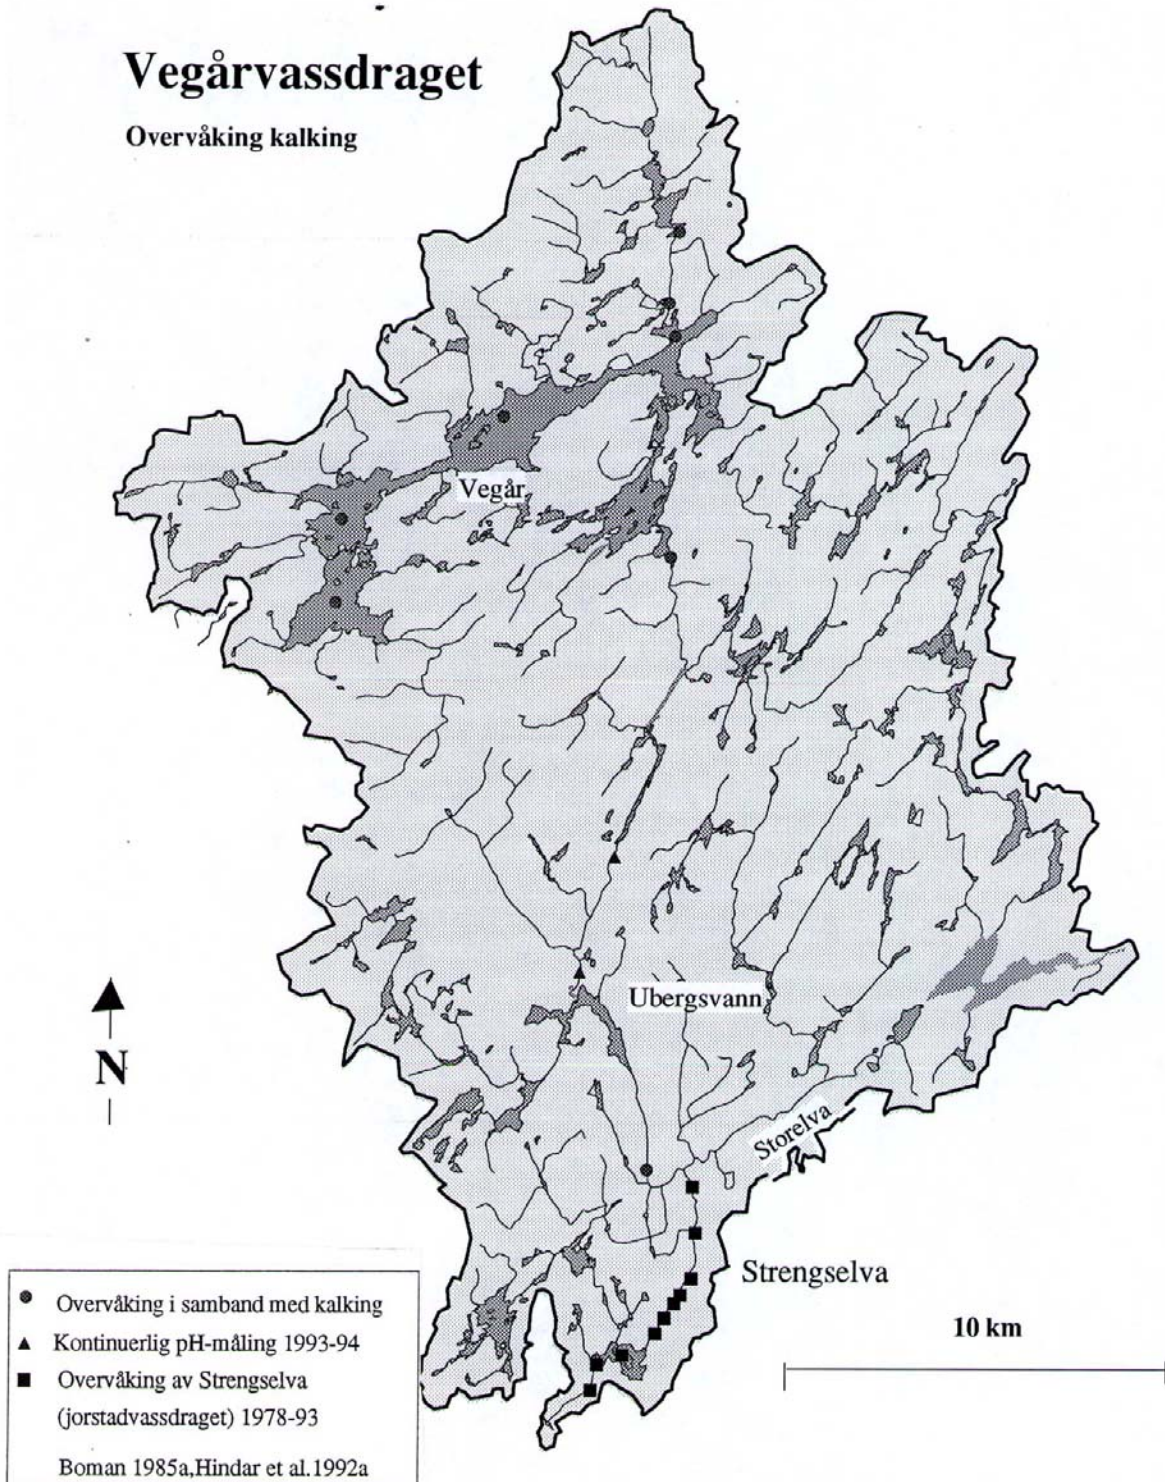 Vegårvassdraget
Overvåking kalking
Vegår
Ubergsvann
N
Storelva
Strengselva
10 km
Overvåking i samband med kalking
Kontinuerlig pH-måling 1993-94
Overvåking av Strengselva
(jorstadvassdraget) 1978-93
Boman 1985a,Hindar et al.1992a